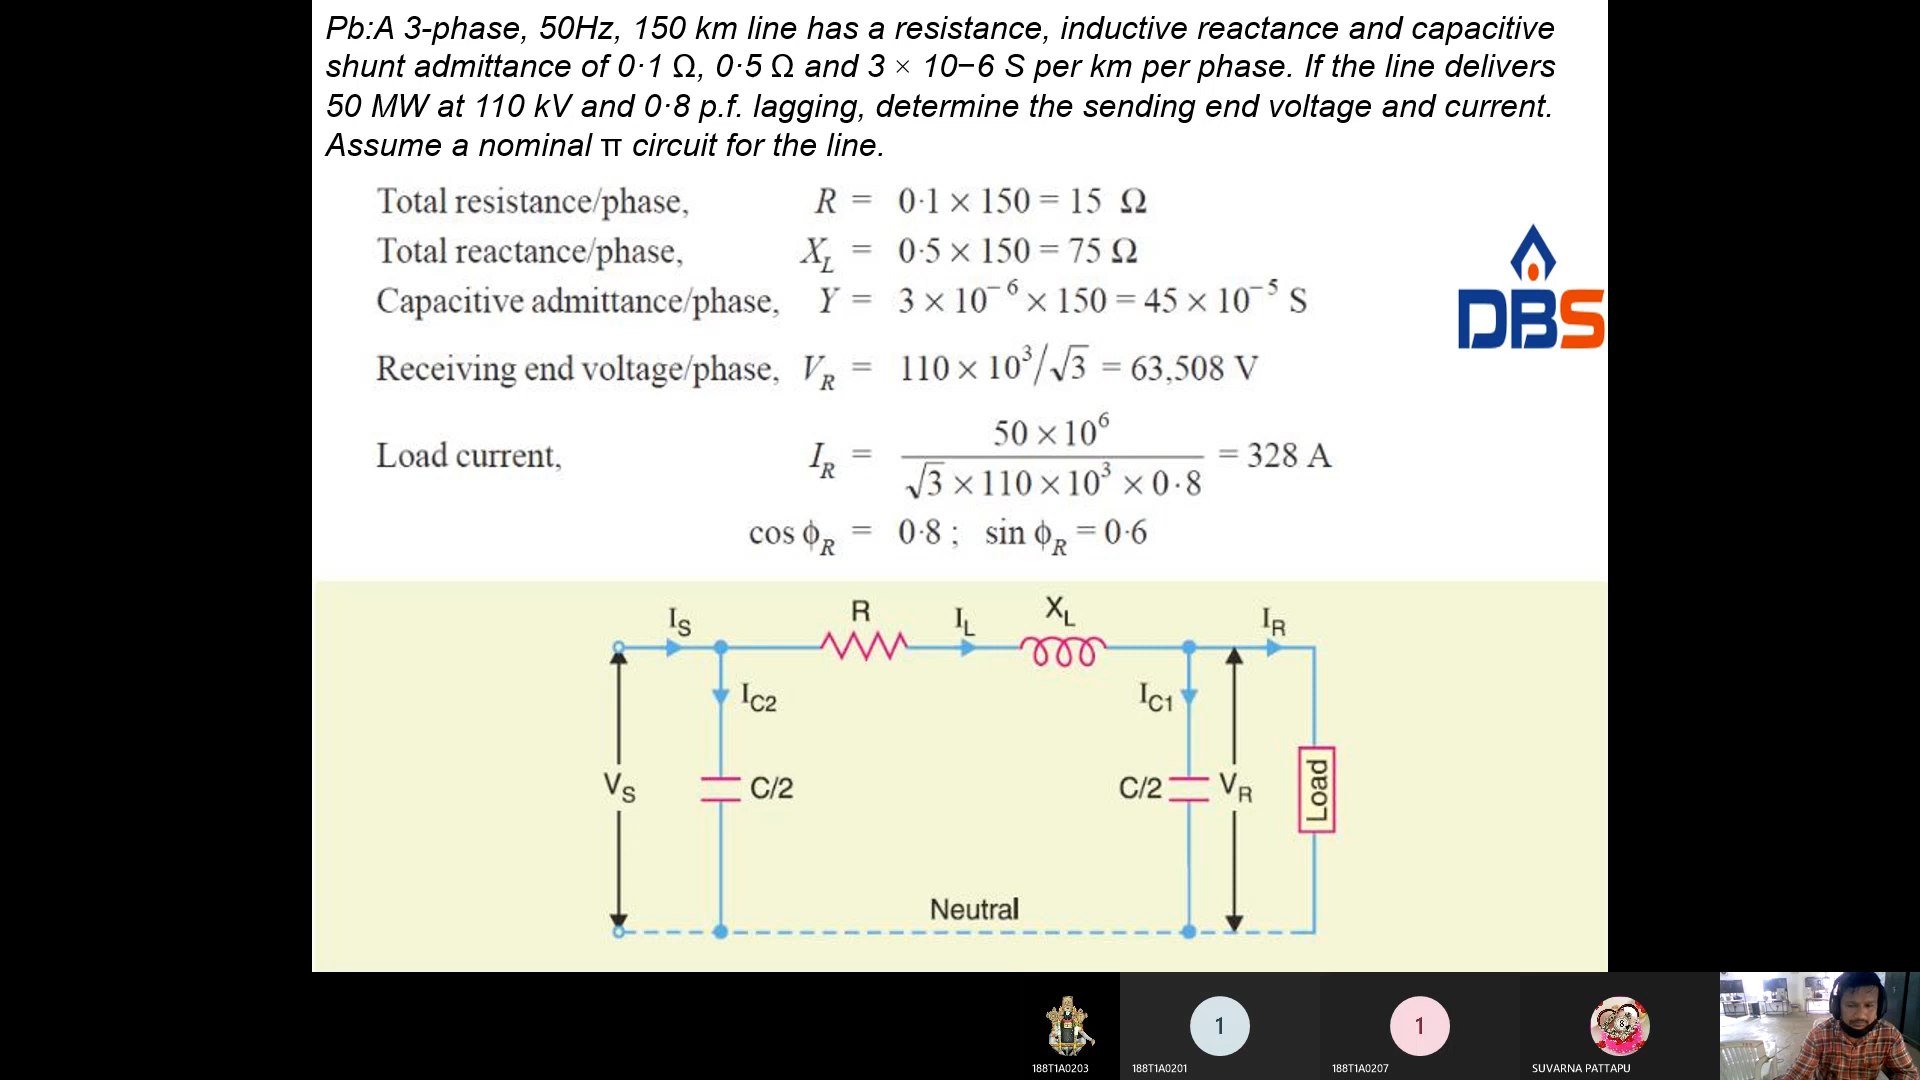 Pb:A 3-phase, 50Hz, 150 km line has a resistance, inductive reactance and capacitive
shunt admittance of 0·1 Ω, 0·5 Ω and 3 × 10−6 S per km per phase. If the line delivers
50 MW at 110 kV and 0·8 p.f. lagging, determine the sending end voltage and current.
Assume a nominal π circuit for the line.
Total resistance/phase, R = 0·1 × 150 = 15 Ω
Total reactance/phase, X_L = 0·5 × 150 = 75 Ω
Capacitive admittance/phase, Y = 3 × 10⁻⁶ × 150 = 45 × 10⁻⁵ S
Receiving end voltage/phase, V_R = 110 × 10³/√3 = 63,508 V
Load current, I_R = 50 × 10⁶ / √3 × 110 × 10³ × 0·8 = 328 A
cos ϕ_R = 0·8 ; sin ϕ_R = 0·6
DBS
I_S R I_L X_L I_R
I_C2 I_C1
V_S C/2 C/2 V_R Load
Neutral
1 1 8
188T1A0203 188T1A0201 188T1A0207 SUVARNA PATTAPU